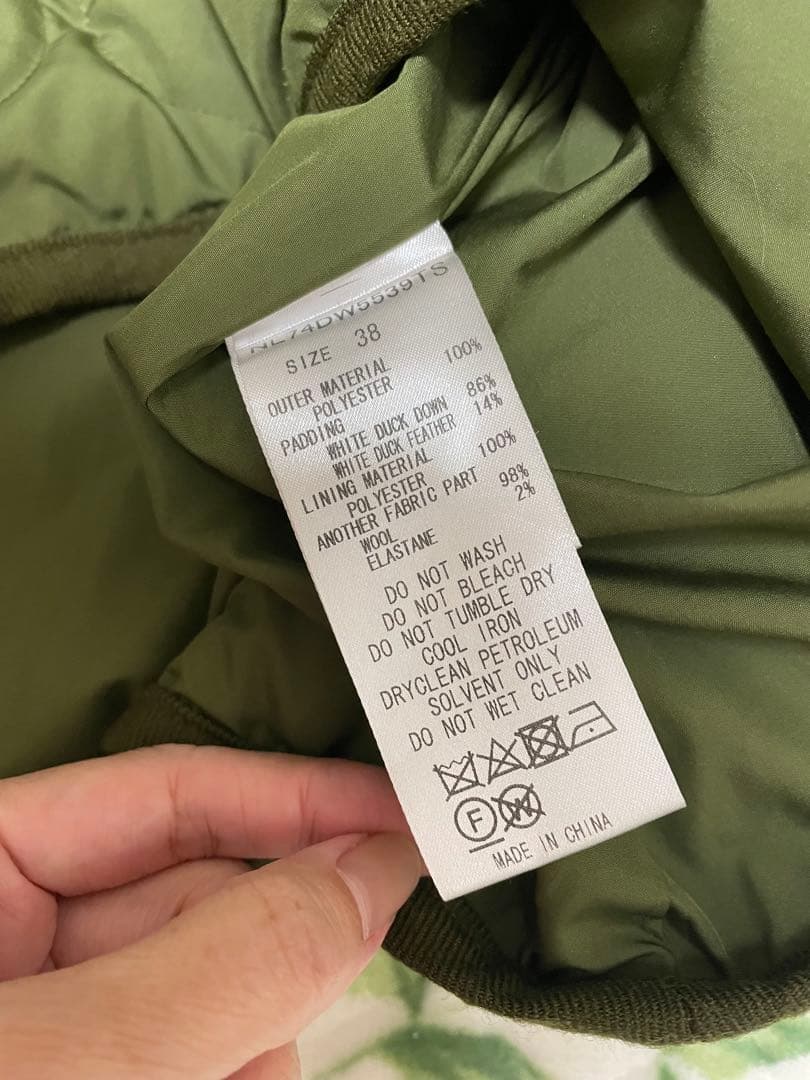 NL74DW5539TS
SIZE 38
OUTER MATERIAL
POLYESTER 100%
PADDING
WHITE DUCK DOWN 86%
WHITE DUCK FEATHER 14%
LINING MATERIAL
POLYESTER 100%
ANOTHER FABRIC PART
WOOL 98%
ELASTANE 2%
DO NOT WASH
DO NOT BLEACH
DO NOT TUMBLE DRY
COOL IRON
DRYCLEAN PETROLEUM
SOLVENT ONLY
DO NOT WET CLEAN
F W
MADE IN CHINA